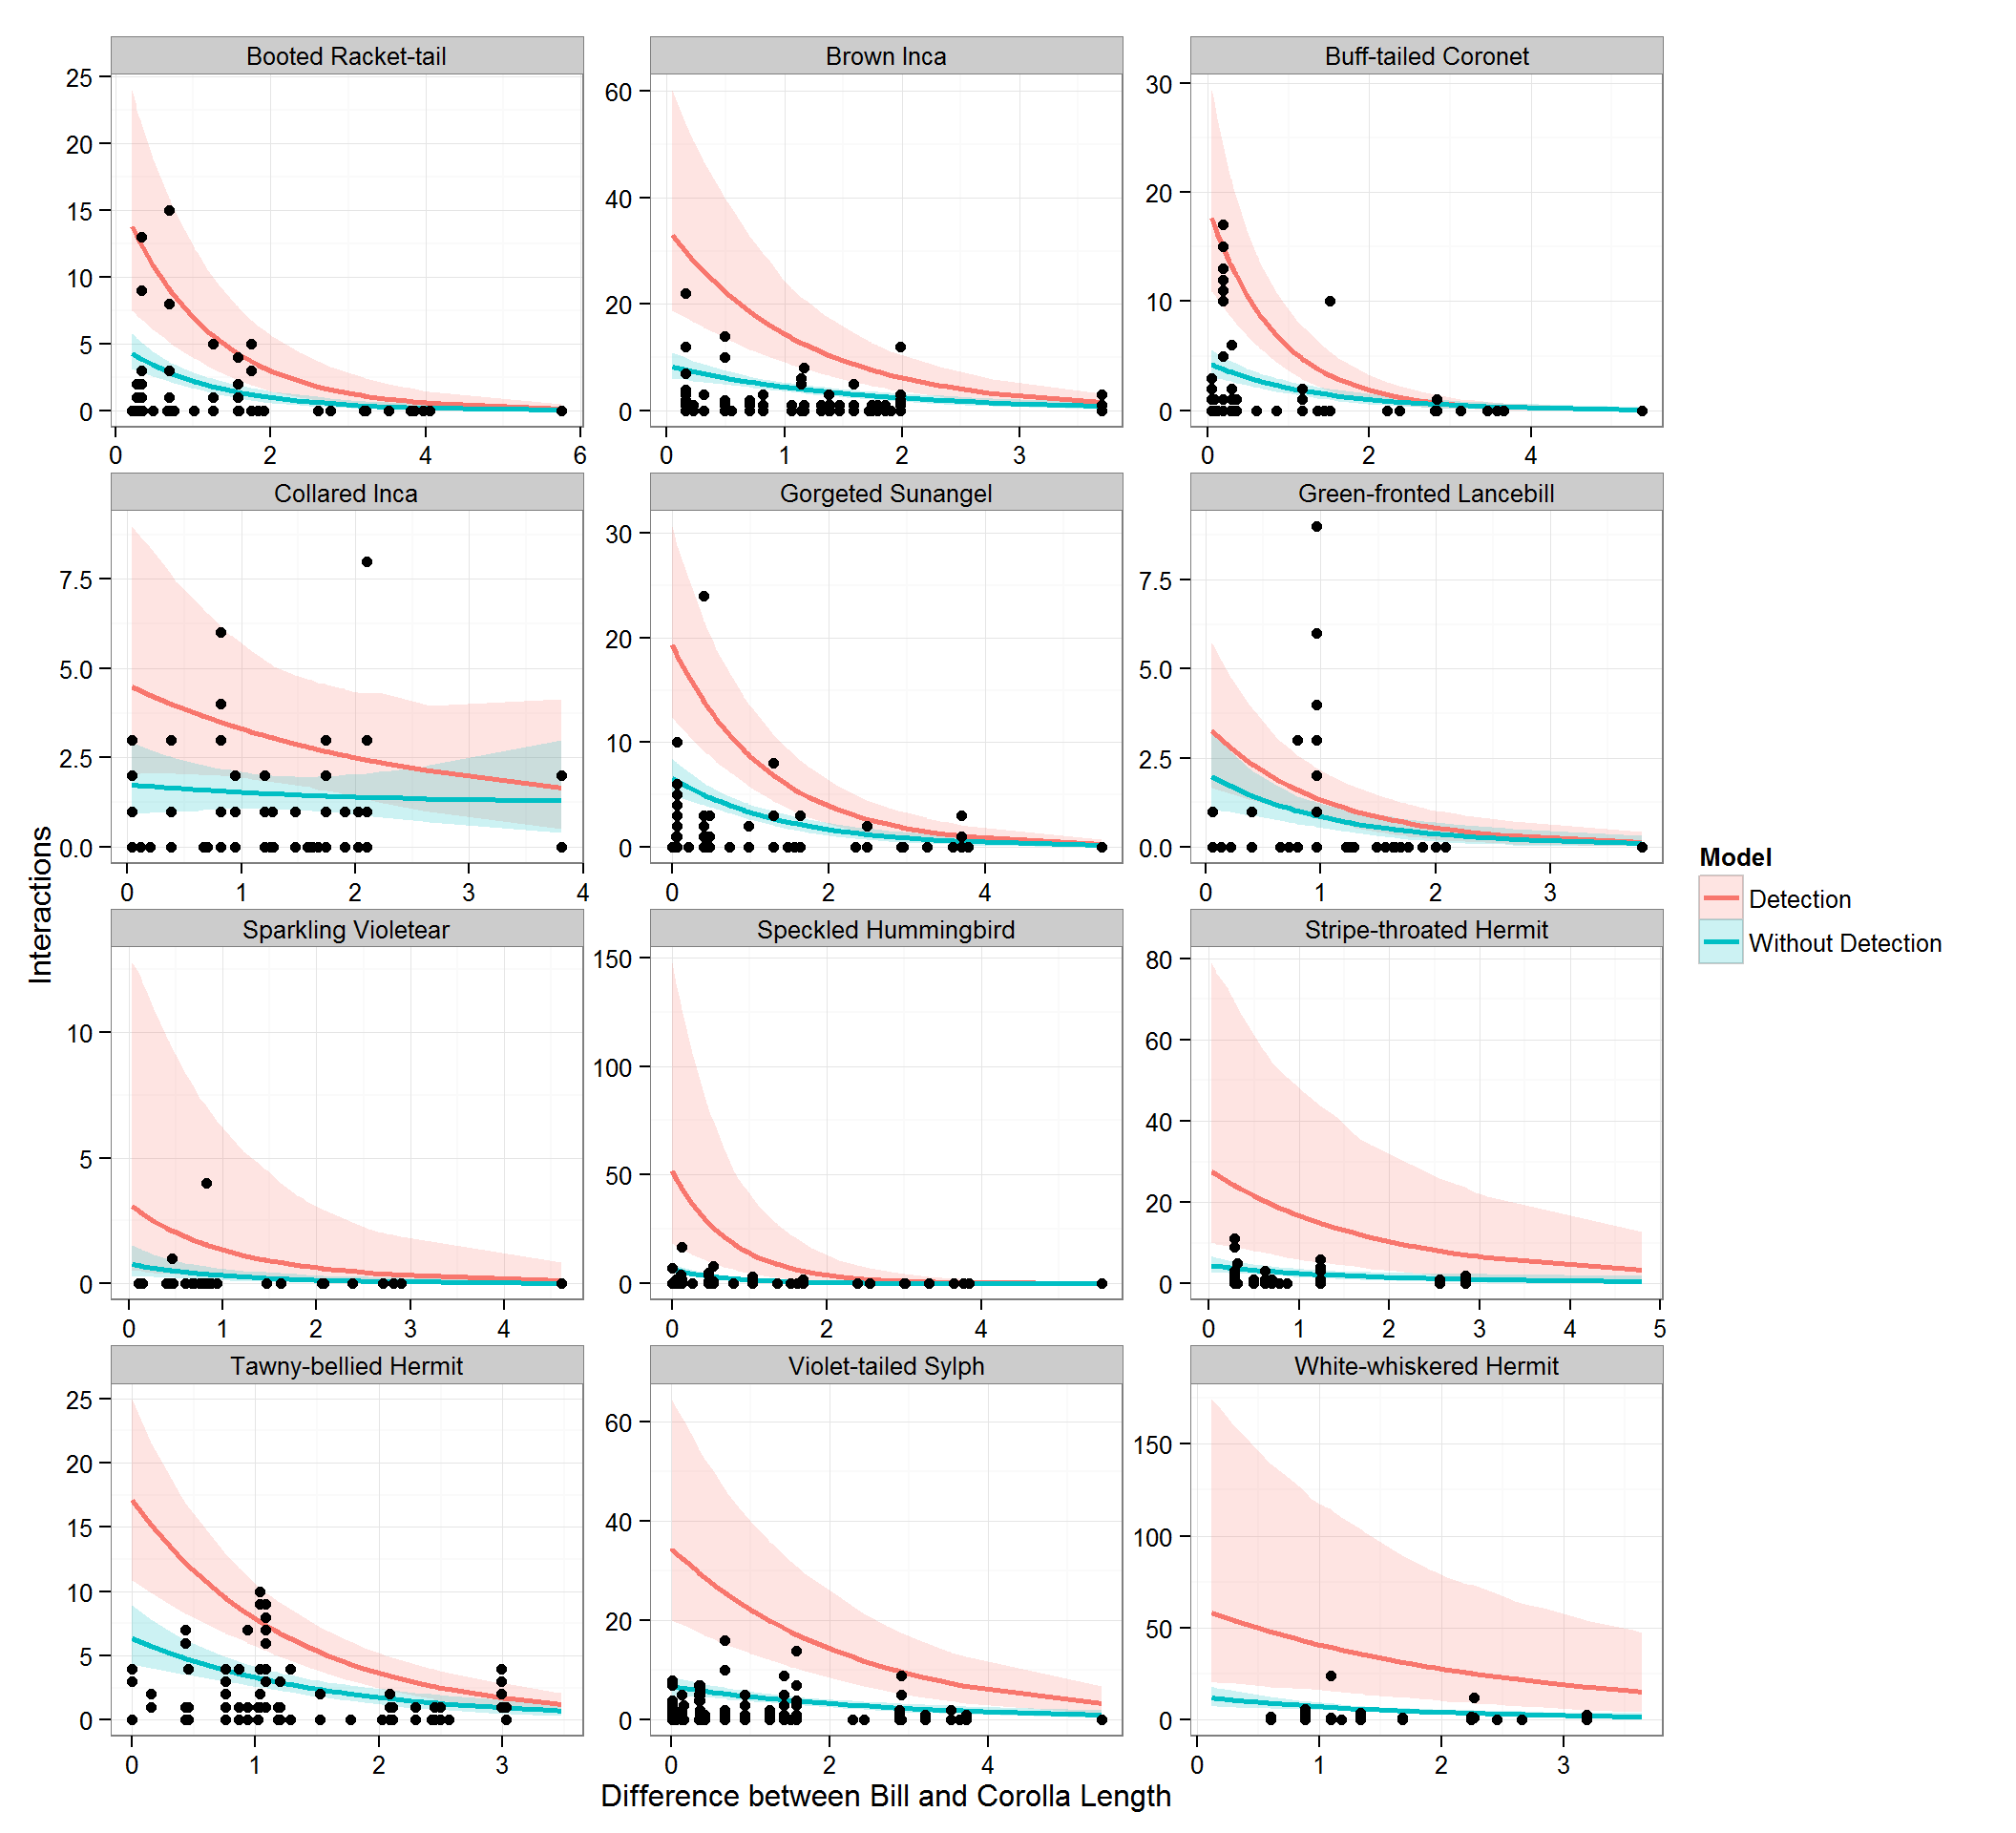 Booted Racket-tail
Brown Inca
Buff-tailed Coronet
25
20
15
10
5
0
0 2 4 6
60
40
20
0
0 1 2 3
30
20
10
0
0 2 4
Collared Inca
Gorgeted Sunangel
Green-fronted Lancebill
7.5
5.0
2.5
0.0
0 1 2 3 4
30
20
10
0
0 2 4
7.5
5.0
2.5
0.0
0 1 2 3
Interactions
Model
Detection
Without Detection
Sparkling Violetear
Speckled Hummingbird
Stripe-throated Hermit
10
5
0
0 1 2 3 4
150
100
50
0
0 2 4
80
60
40
20
0
0 1 2 3 4 5
Tawny-bellied Hermit
Violet-tailed Sylph
White-whiskered Hermit
25
20
15
10
5
0
0 1 2 3
60
40
20
0
0 2 4
150
100
50
0
0 1 2 3
Difference between Bill and Corolla Length